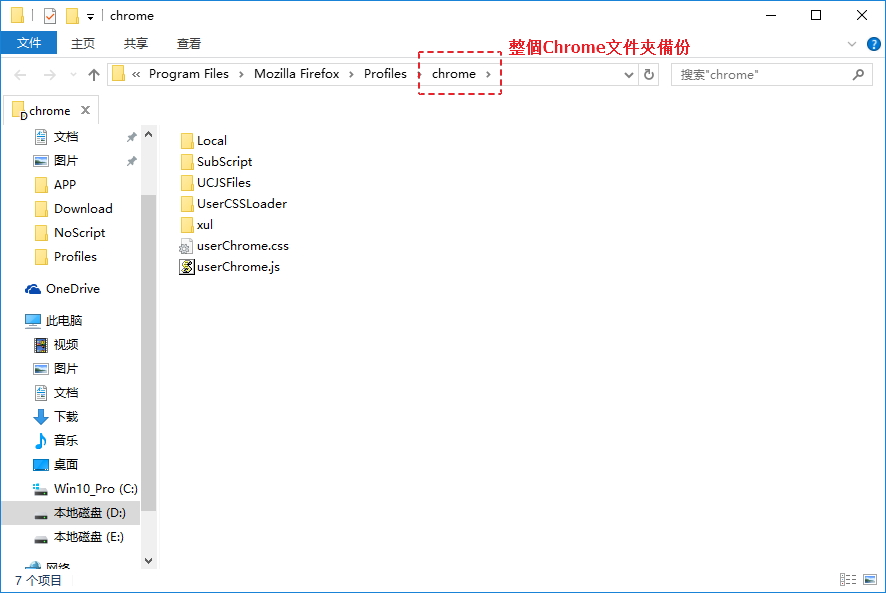 chrome
文件 主页 共享 查看
整個Chrome文件夾備份
« Program Files › Mozilla Firefox › Profiles › chrome ›
搜索"chrome"
chrome
文档
图片
APP
Download
NoScript
Profiles
OneDrive
此电脑
视频
图片
文档
下载
音乐
桌面
Win10_Pro (C:)
本地磁盘 (D:)
本地磁盘 (E:)
网络
Local
SubScript
UCJSFiles
UserCSSLoader
xul
userChrome.css
userChrome.js
7 个项目